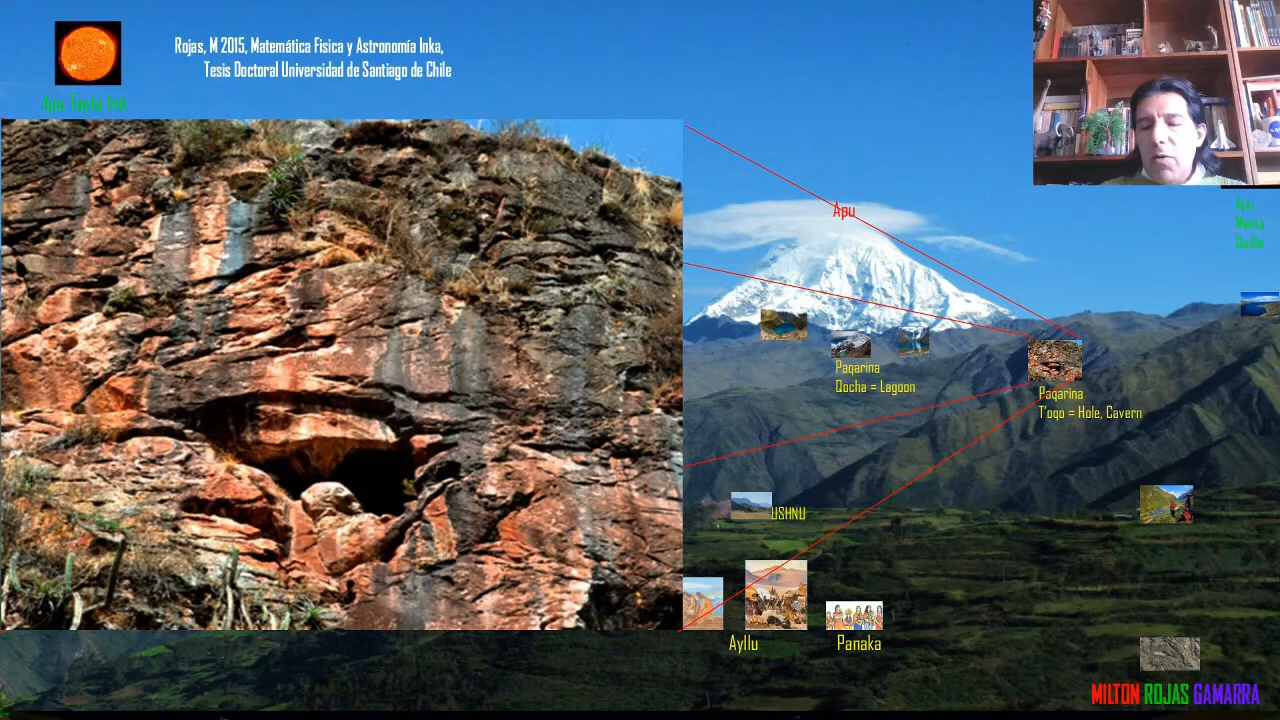 Rojas, M 2015, Matemática Fisica y Astronomía Inka,
Tesis Doctoral Universidad de Santiago de Chile
Apu Tayta Inti
Apu
Apu
Mama
Quilla
Paqarina
Qocha = Lagoon
Paqarina
T'oqo = Hole, Cavern
USHNU
Ayllu
Panaka
MILTON ROJAS GAMARRA